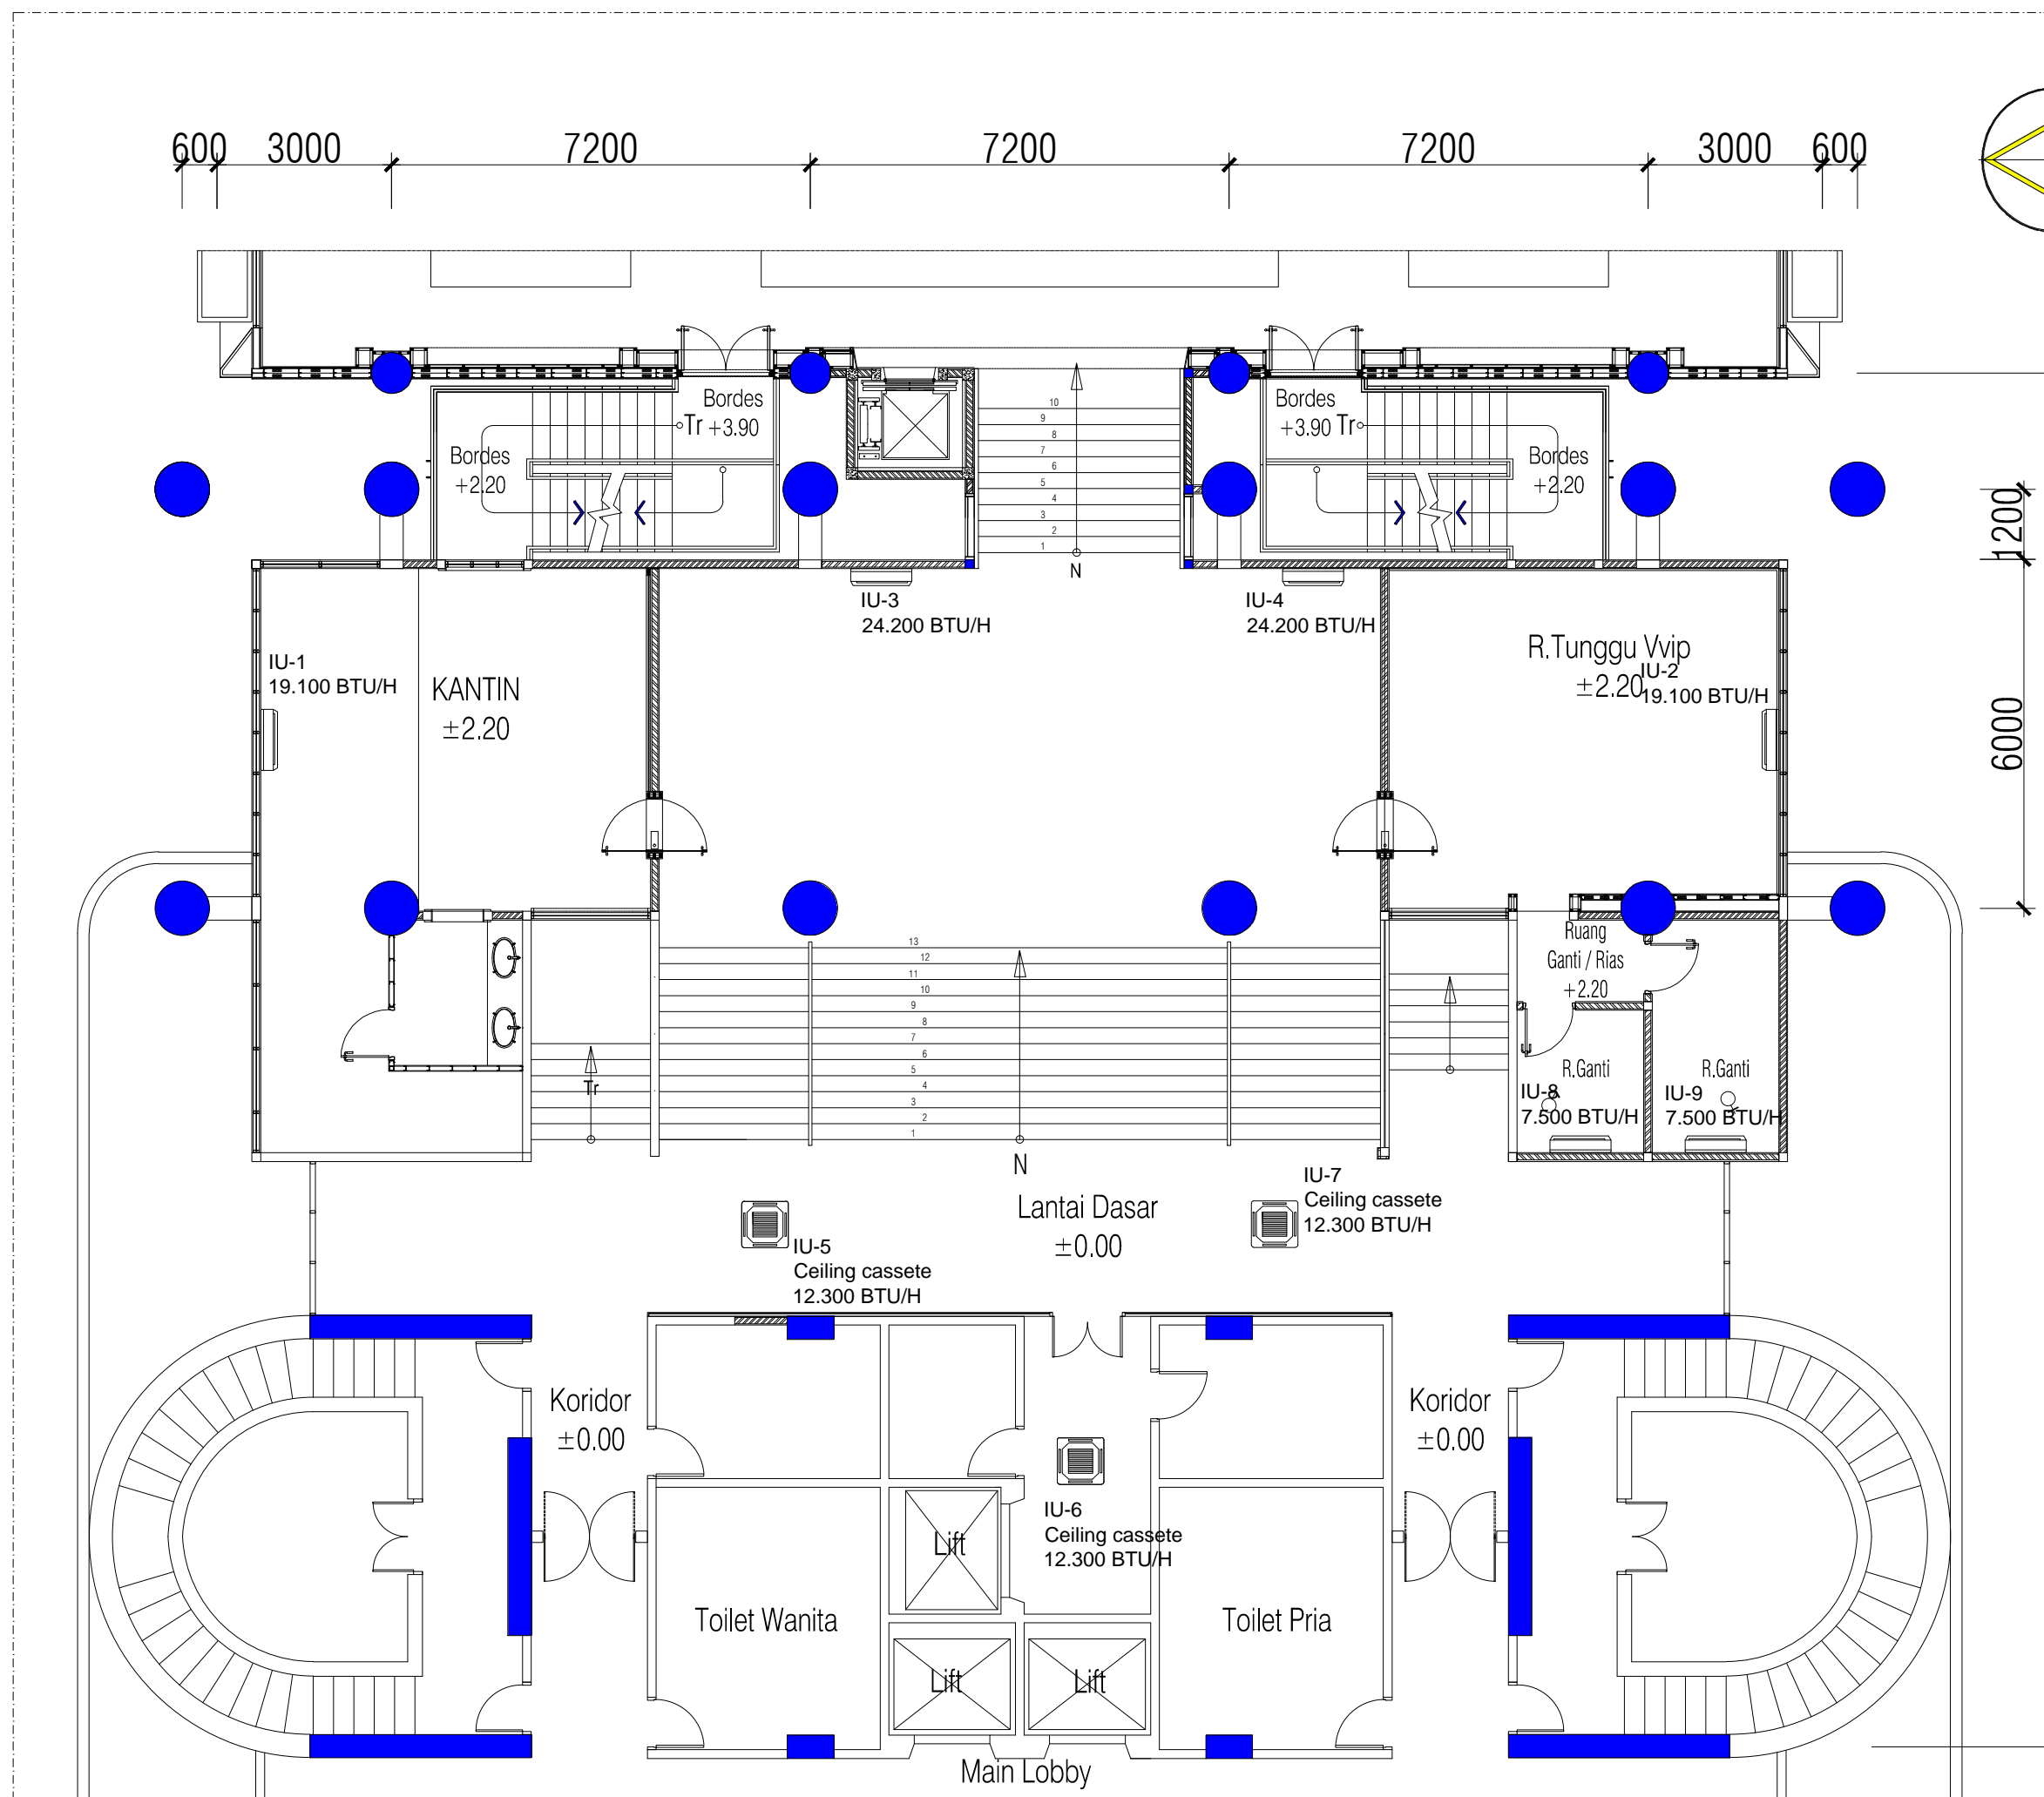 600
3000
7200
7200
7200
3000
600
Bordes
Tr +3.90
Bordes
+2.20
Bordes
+3.90 Tr
Bordes
+2.20
10
9
8
7
6
5
4
3
2
1
N
1200
6000
IU-3
24.200 BTU/H
IU-4
24.200 BTU/H
IU-1
19.100 BTU/H
KANTIN
±2.20
R.Tunggu Vvip
±2.20
IU-2
19.100 BTU/H
Ruang
Ganti / Rias
+2.20
13
12
11
10
9
8
7
6
5
4
3
2
1
Tr
N
R.Ganti
IU-8
7.500 BTU/H
R.Ganti
IU-9
7.500 BTU/H
Lantai Dasar
±0.00
IU-7
Ceiling cassete
12.300 BTU/H
IU-5
Ceiling cassete
12.300 BTU/H
Koridor
±0.00
Koridor
±0.00
IU-6
Ceiling cassete
12.300 BTU/H
Lift
Toilet Wanita
Toilet Pria
Lift
Lift
Main Lobby